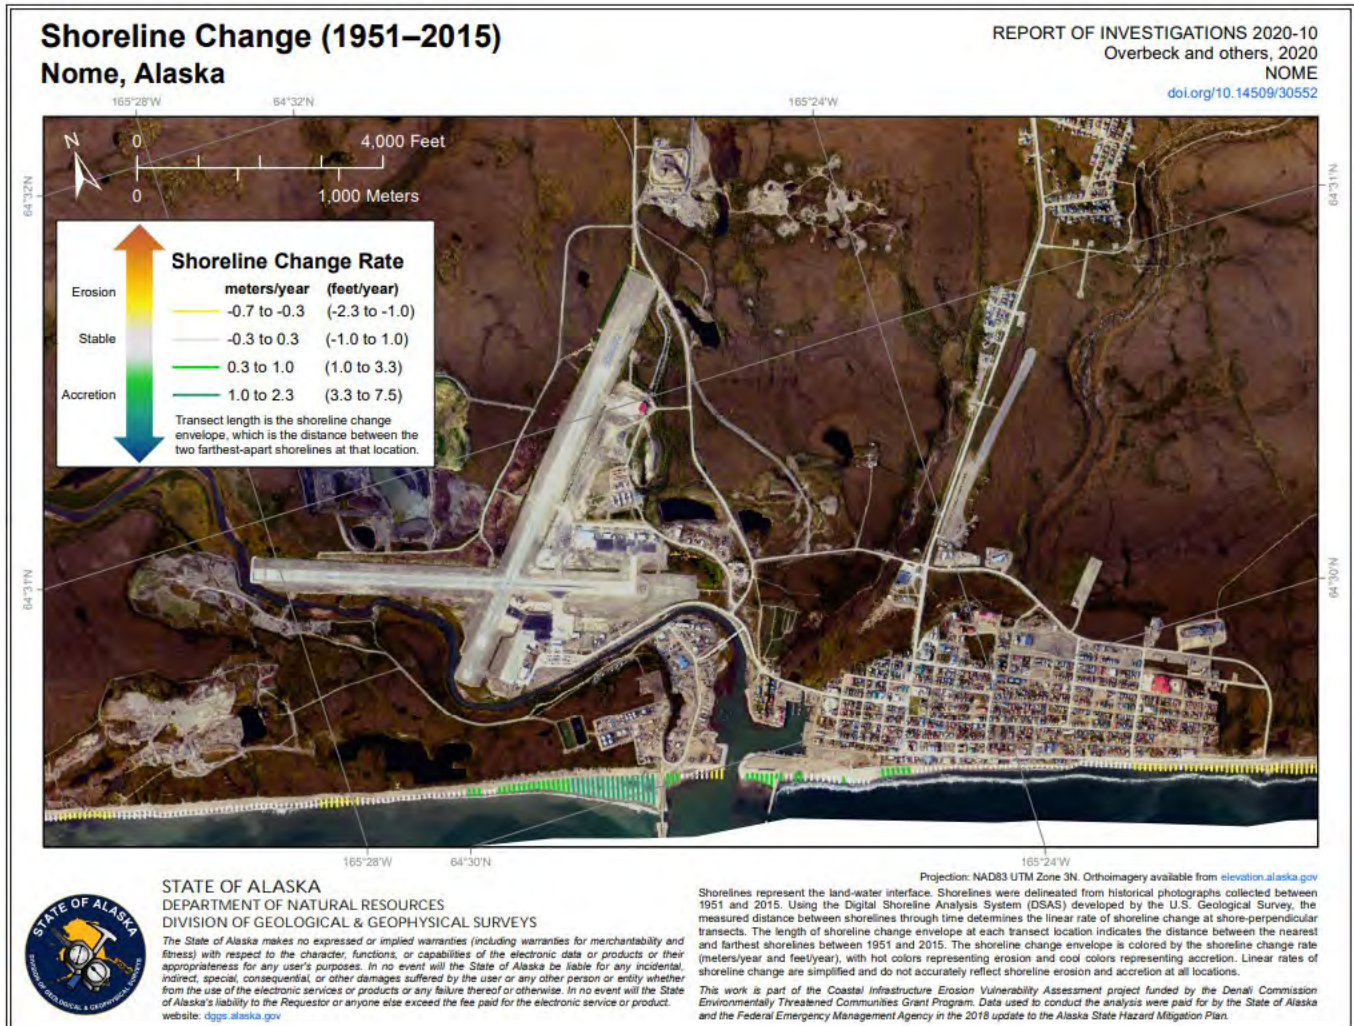 Shoreline Change (1951–2015)
Nome, Alaska
REPORT OF INVESTIGATIONS 2020-10
Overbeck and others, 2020
NOME
doi.org/10.14509/30552
165°28'W
64°32'N
165°24'W
N
0
4,000 Feet
0
1,000 Meters
64°32'N
64°31'N
64°31'N
64°30'N
Shoreline Change Rate
meters/year (feet/year)
Erosion
-0.7 to -0.3 (-2.3 to -1.0)
Stable
-0.3 to 0.3 (-1.0 to 1.0)
0.3 to 1.0 (1.0 to 3.3)
Accretion
1.0 to 2.3 (3.3 to 7.5)
Transect length is the shoreline change
envelope, which is the distance between the
two farthest-apart shorelines at that location.
165°28'W
64°30'N
165°24'W
STATE OF ALASKA
DIVISION OF GEOLOGICAL & GEOPHYSICAL SURVEYS
STATE OF ALASKA
DEPARTMENT OF NATURAL RESOURCES
DIVISION OF GEOLOGICAL & GEOPHYSICAL SURVEYS
The State of Alaska makes no expressed or implied warranties (including warranties for merchantability and
fitness) with respect to the character, functions, or capabilities of the electronic data or products or their
appropriateness for any user's purposes. In no event will the State of Alaska be liable for any incidental,
indirect, special, consequential, or other damages suffered by the user or any other person or entity whether
from the use of the electronic services or products or any failure thereof or otherwise. In no event will the State
of Alaska's liability to the Requestor or anyone else exceed the fee paid for the electronic service or product.
website: dggs.alaska.gov
Projection: NAD83 UTM Zone 3N. Orthoimagery available from elevation.alaska.gov
Shorelines represent the land-water interface. Shorelines were delineated from historical photographs collected between
1951 and 2015. Using the Digital Shoreline Analysis System (DSAS) developed by the U.S. Geological Survey, the
measured distance between shorelines through time determines the linear rate of shoreline change at shore-perpendicular
transects. The length of shoreline change envelope at each transect location indicates the distance between the nearest
and farthest shorelines between 1951 and 2015. The shoreline change envelope is colored by the shoreline change rate
(meters/year and feet/year), with hot colors representing erosion and cool colors representing accretion. Linear rates of
shoreline change are simplified and do not accurately reflect shoreline erosion and accretion at all locations.
This work is part of the Coastal Infrastructure Erosion Vulnerability Assessment project funded by the Denali Commission
Environmentally Threatened Communities Grant Program. Data used to conduct the analysis were paid for by the State of Alaska
and the Federal Emergency Management Agency in the 2018 update to the Alaska State Hazard Mitigation Plan.